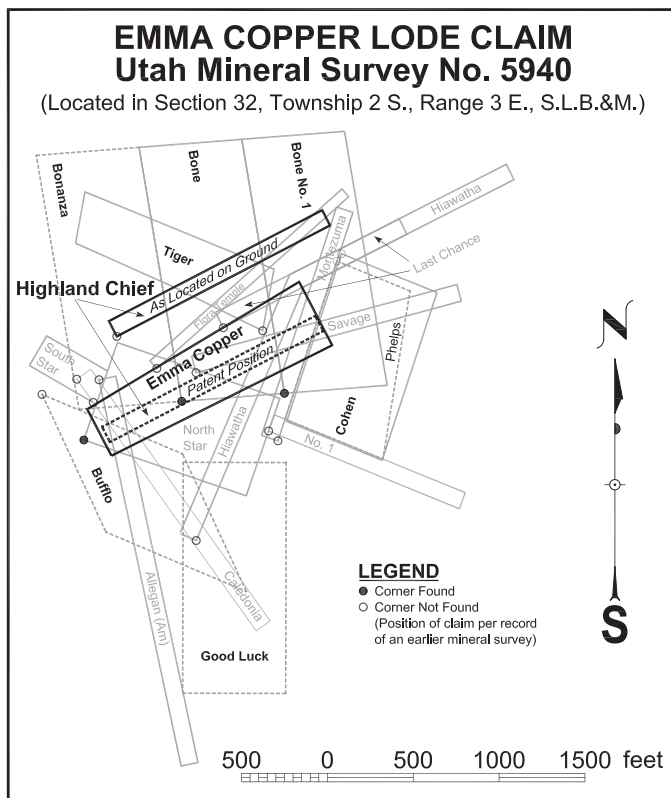 EMMA COPPER LODE CLAIM
Utah Mineral Survey No. 5940
(Located in Section 32, Township 2 S., Range 3 E., S.L.B.&M.)
Bonanza
Bone
Bone No. 1
Hiawatha
Tiger
As Located on Ground
Montezuma
Last Chance
Highland Chief
Flora Temple
Emma Copper
Savage
Phelps
South
Star
Patent Position
North
Star
Hiawatha
Cohen
No. 1
Bufflo
Allegan (Am)
Caledonia
Good Luck
N
S
LEGEND
Corner Found
Corner Not Found
(Position of claim per record
of an earlier mineral survey)
500 0 500 1000 1500 feet